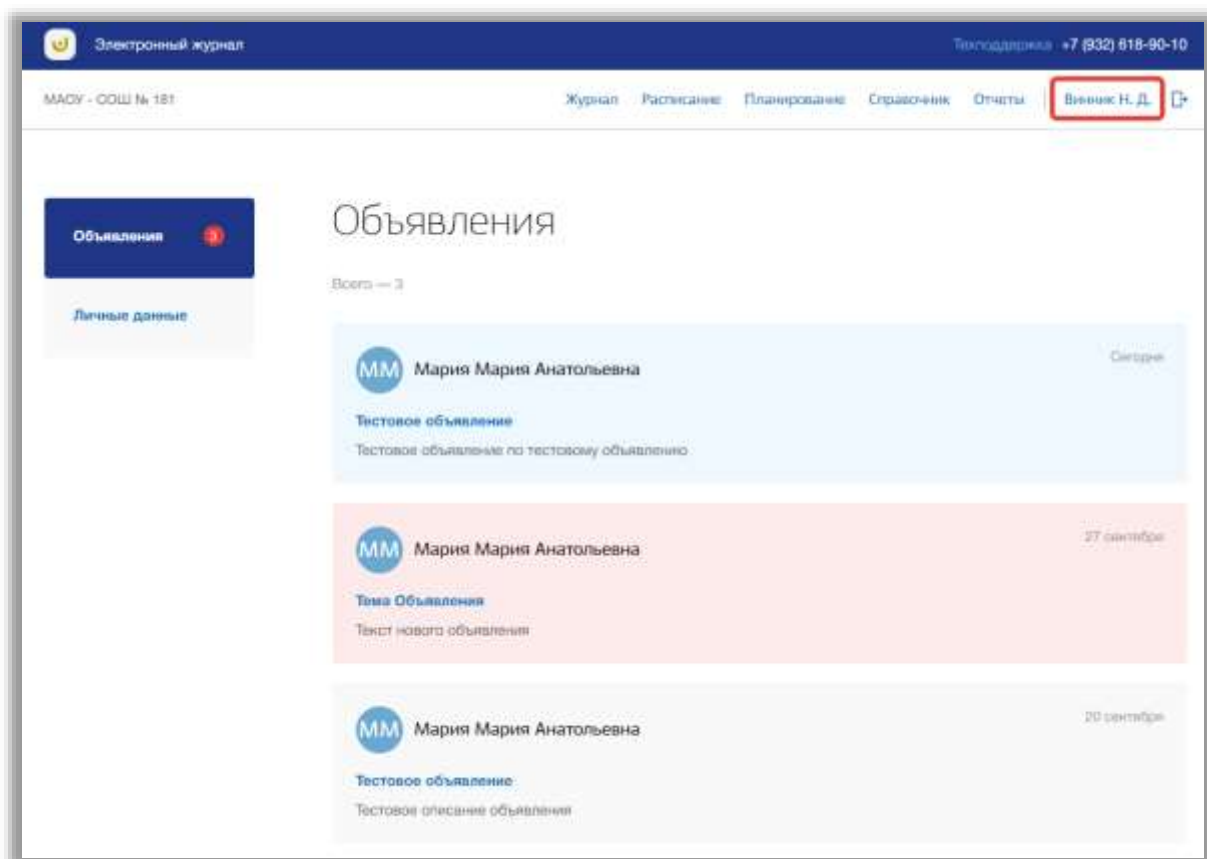 Электронный журнал
Техподдержка +7 (932) 618-90-10
МАОУ - СОШ № 181
Журнал Расписание Планирование Справочник Отчеты Винник Н. Д.
Объявления 3
Личные данные
Объявления
Всего — 3
ММ Мария Мария Анатольевна Сегодня
Тестовое объявление
Тестовое объявление по тестовому объявлению
ММ Мария Мария Анатольевна 27 сентября
Тема Объявления
Текст нового объявления
ММ Мария Мария Анатольевна 20 сентября
Тестовое объявление
Тестовое описание объявления